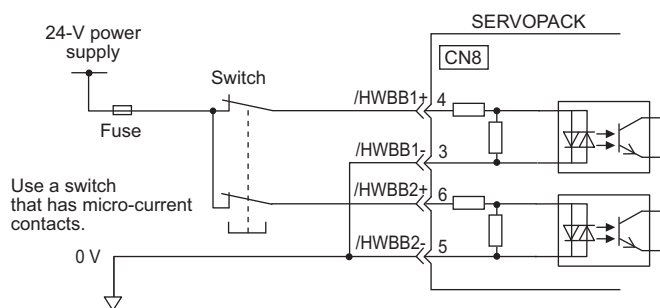 SERVOPACK
24-V power
supply
CN8
Switch
Fuse
/HWBB1+ 4
/HWBB1- 3
/HWBB2+ 6
/HWBB2- 5
Use a switch
that has micro-current
contacts.
0 V